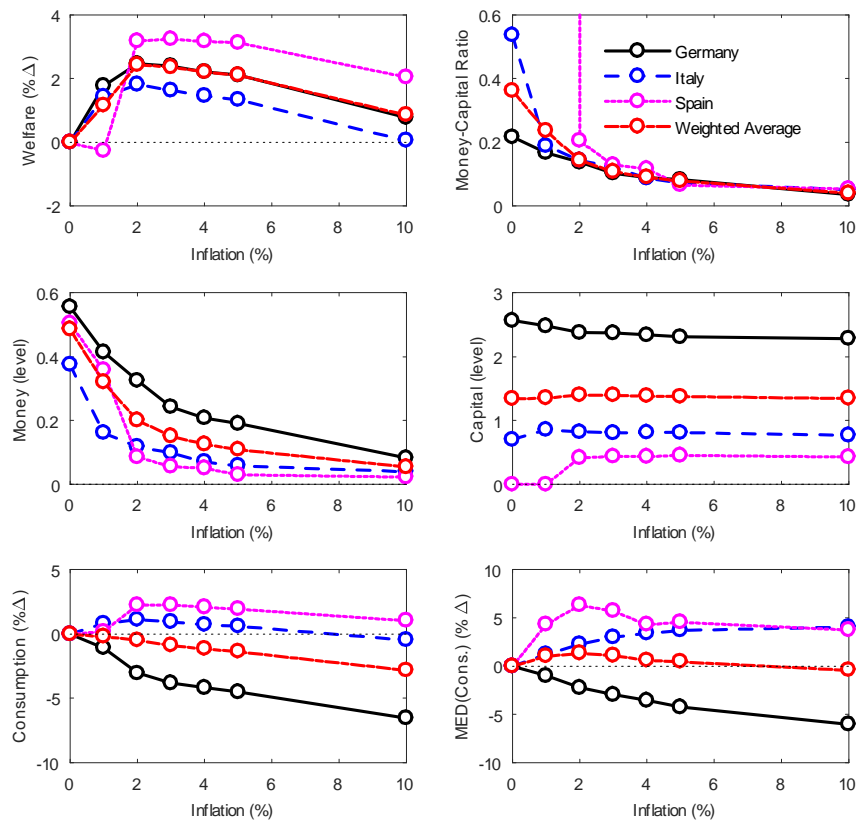 4
2
0
-2
Welfare (%Δ)
0 2 4 6 8 10
Inflation (%)
0.6
0.4
0.2
0
Money-Capital Ratio
Germany
Italy
Spain
Weighted Average
0 2 4 6 8 10
Inflation (%)
0.6
0.4
0.2
0
Money (level)
0 2 4 6 8 10
Inflation (%)
3
2
1
0
Capital (level)
0 2 4 6 8 10
Inflation (%)
5
0
-5
-10
Consumption (%Δ)
0 2 4 6 8 10
Inflation (%)
10
5
0
-5
-10
MED(Cons.) (%Δ)
0 2 4 6 8 10
Inflation (%)